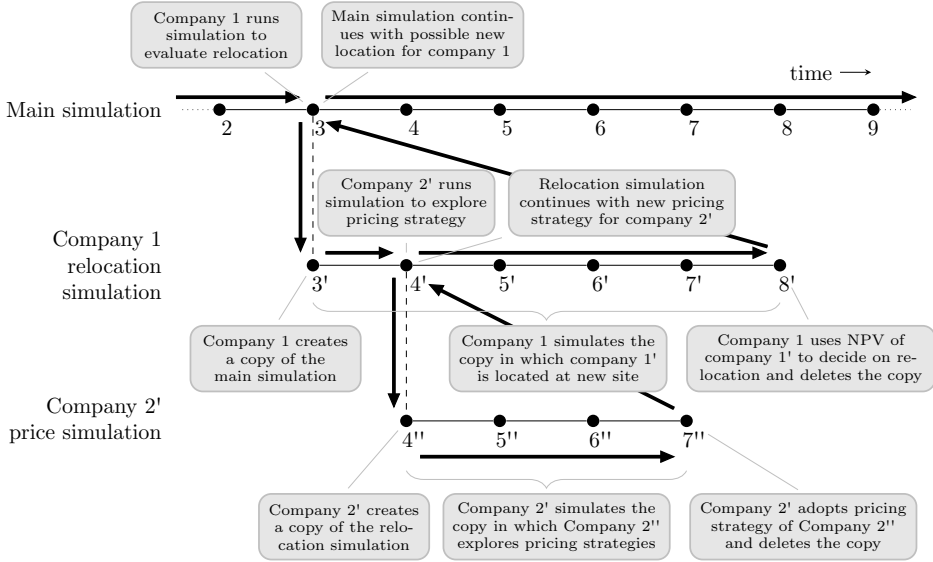 Company 1 runs
simulation to
evaluate relocation
Main simulation contin-
ues with possible new
location for company 1
time →
Main simulation
2 3 4 5 6 7 8 9
Company 2' runs
simulation to explore
pricing strategy
Relocation simulation
continues with new pricing
strategy for company 2'
Company 1
relocation
simulation
3' 4' 5' 6' 7' 8'
Company 1 creates
a copy of the
main simulation
Company 1 simulates the
copy in which company 1'
is located at new site
Company 1 uses NPV of
company 1' to decide on re-
location and deletes the copy
Company 2'
price simulation
4'' 5'' 6'' 7''
Company 2' creates
a copy of the relo-
cation simulation
Company 2' simulates the
copy in which Company 2''
explores pricing strategies
Company 2' adopts pricing
strategy of Company 2''
and deletes the copy